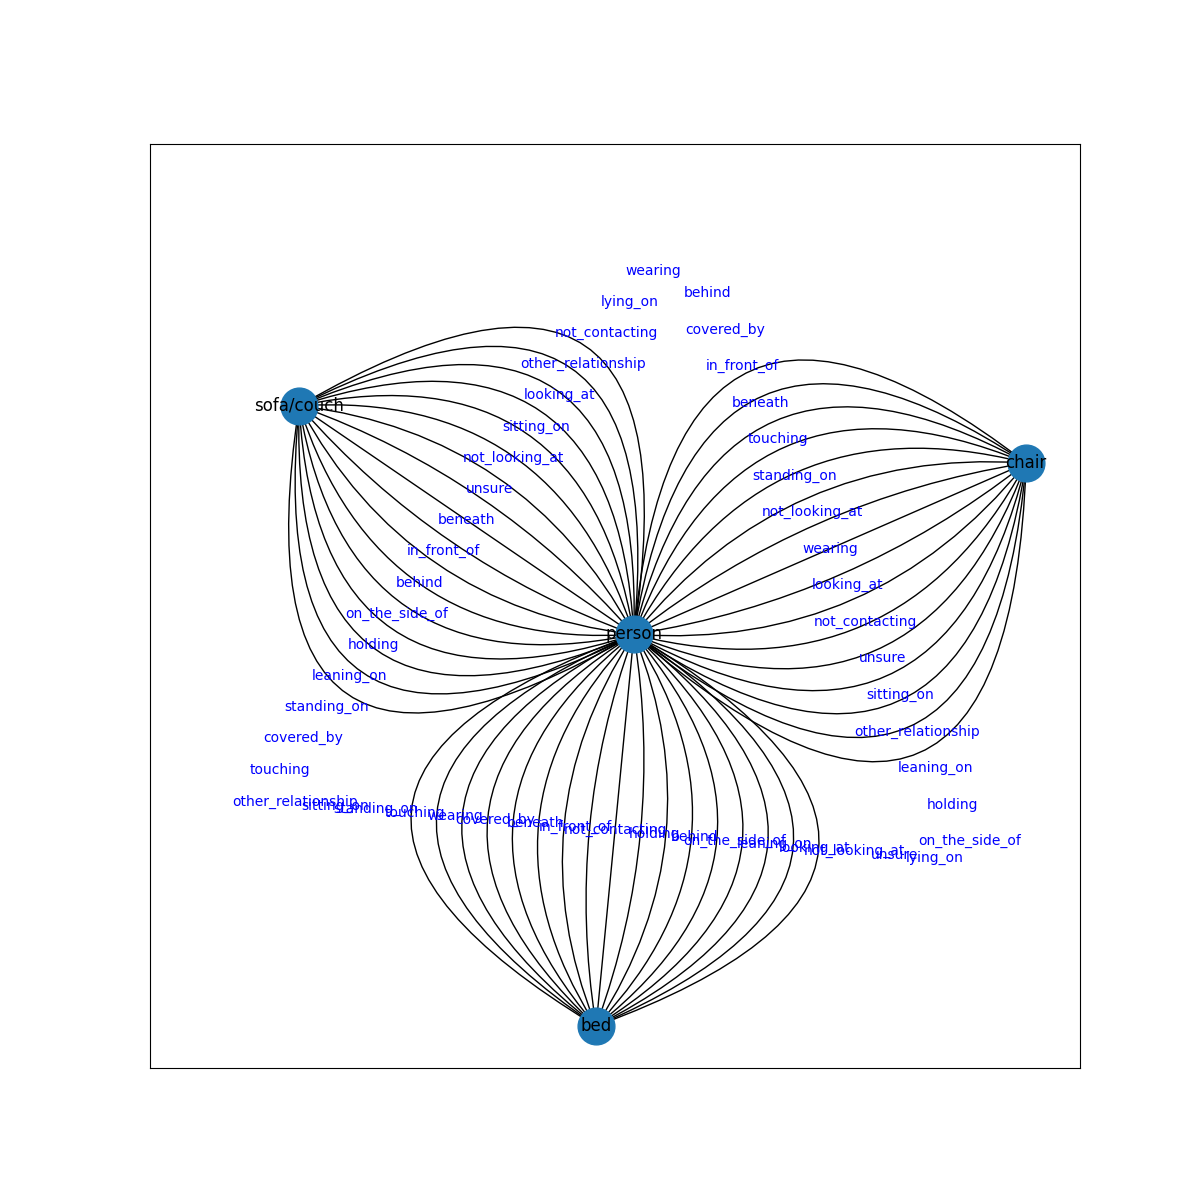 wearing
behind
lying_on
covered_by
not_contacting
other_relationship
in_front_of
looking_at
beneath
sofa/couch
sitting_on
touching
not_looking_at
chair
standing_on
unsure
not_looking_at
beneath
wearing
in_front_of
behind
looking_at
on_the_side_of
not_contacting
person
holding
unsure
leaning_on
sitting_on
standing_on
other_relationship
covered_by
leaning_on
touching
other_relationship
sitting_on
standing_on
holding
touching
wearing
covered_by
beneath
in_front_of
not_contacting
holding
behind
on_the_side_of
on_the_side_of
leaning_on
looking_at
not_looking_at
unsure
lying_on
bed